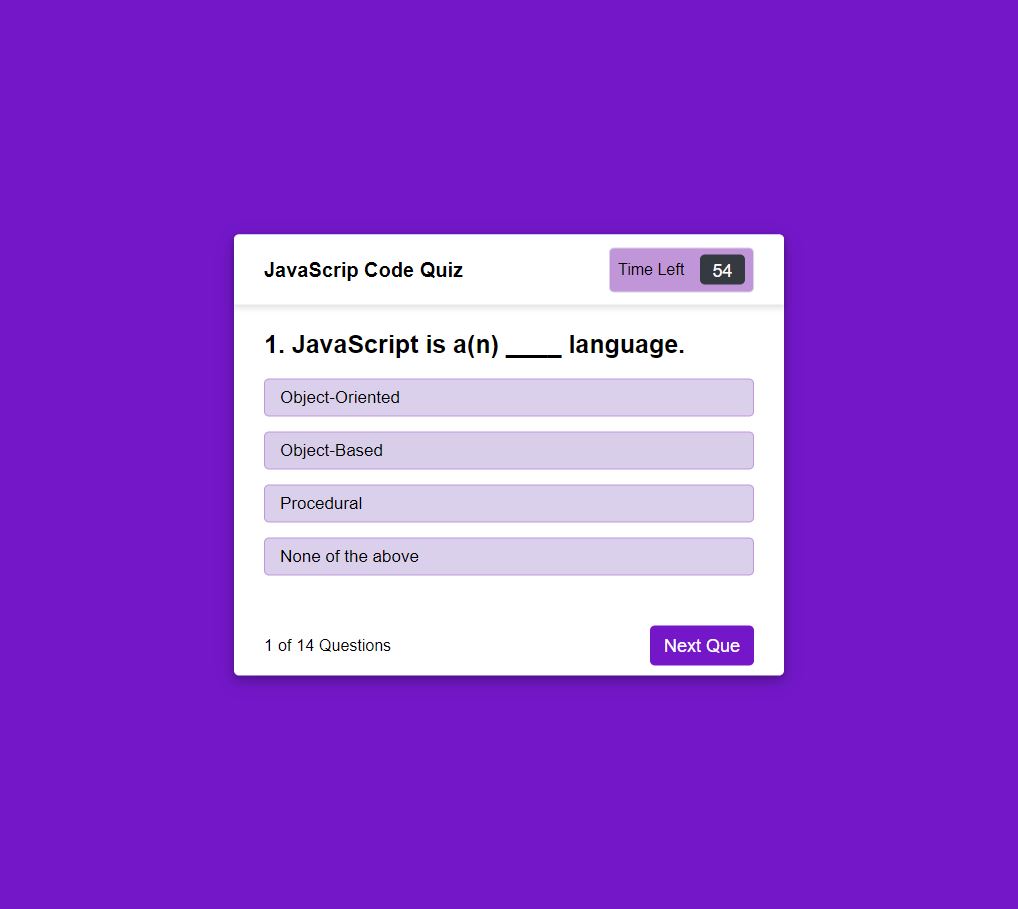 JavaScrip Code Quiz
Time Left 54
1. JavaScript is a(n) ____ language.
Object-Oriented
Object-Based
Procedural
None of the above
1 of 14 Questions
Next Que